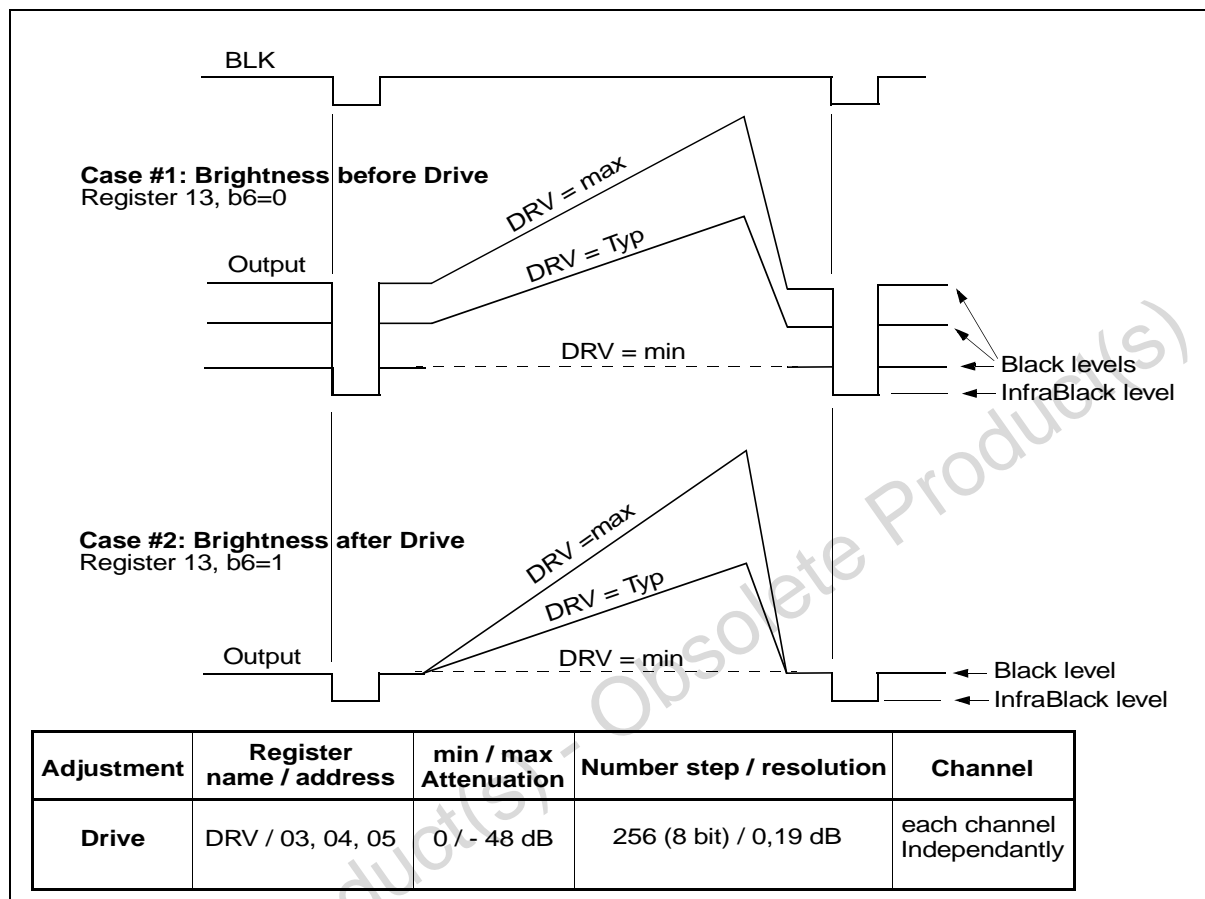 BLK
Case #1: Brightness before Drive
Register 13, b6=0
DRV = max
DRV = Typ
Output
DRV = min
Black levels
InfraBlack level
Case #2: Brightness after Drive
Register 13, b6=1
DRV =max
DRV = Typ
Output
DRV = min
Black level
InfraBlack level
Adjustment
Register name / address
min / max Attenuation
Number step / resolution
Channel
Drive
DRV / 03, 04, 05
0 / - 48 dB
256 (8 bit) / 0,19 dB
each channel Independantly
duct(s) - Obsolete Product(s)